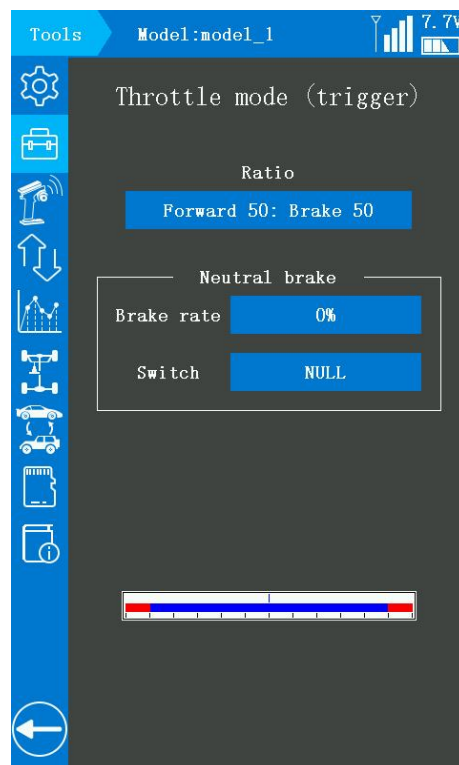 Tools
Model:model_1
7.7V
Throttle mode (trigger)
Ratio
Forward 50: Brake 50
Neutral brake
Brake rate
0%
Switch
NULL